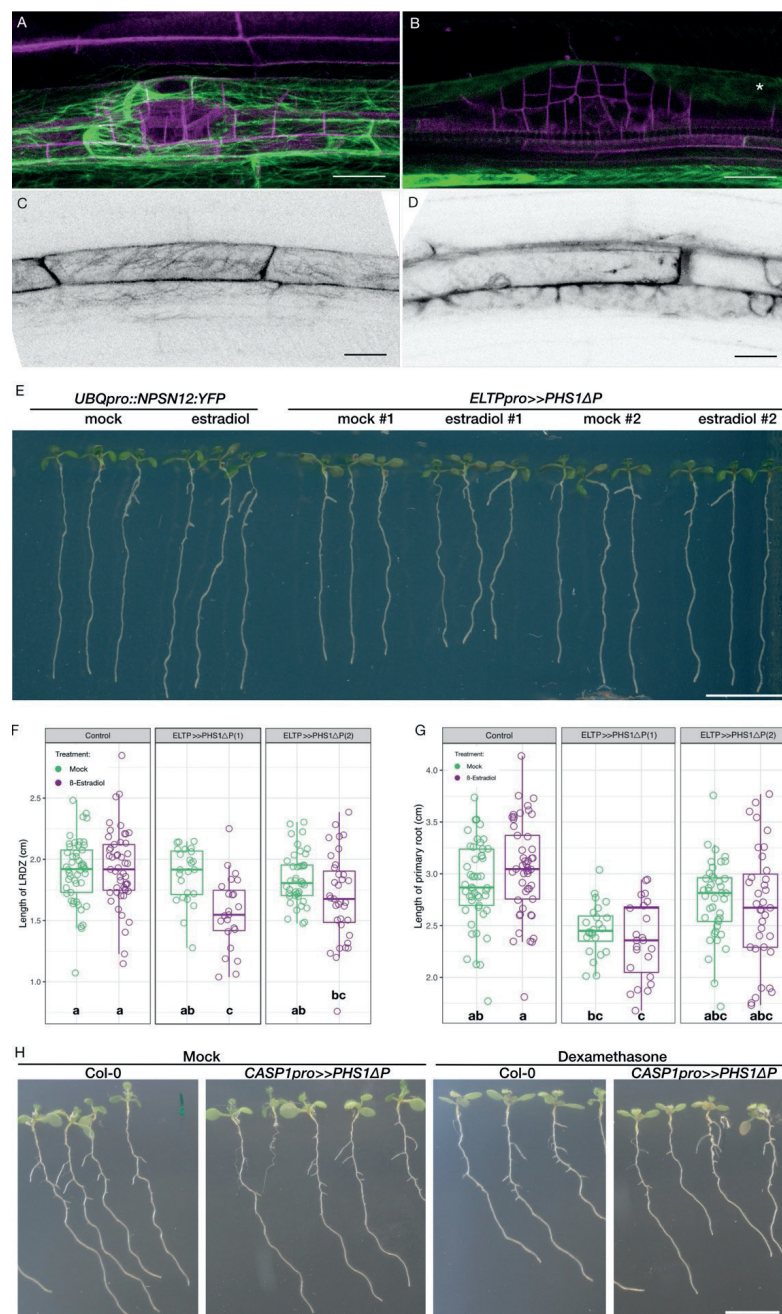 A
B
*
C
D
E
UBQpro::NPSN12:YFP
ELTPpro>>PHS1ΔP
mock estradiol mock #1 estradiol #1 mock #2 estradiol #2
F
Control ELTP>>PHS1△P(1) ELTP>>PHS1△P(2)
Treatment:
Mock
ß-Estradiol
Length of LRDZ (cm)
2.5
2.0
1.5
1.0
a a ab c ab bc
G
Control ELTP>>PHS1△P(1) ELTP>>PHS1△P(2)
Treatment:
Mock
ß-Estradiol
Length of primary root (cm)
4.0
3.5
3.0
2.5
2.0
ab a bc c abc abc
H
Mock Dexamethasone
Col-0 CASP1pro>>PHS1ΔP Col-0 CASP1pro>>PHS1ΔP